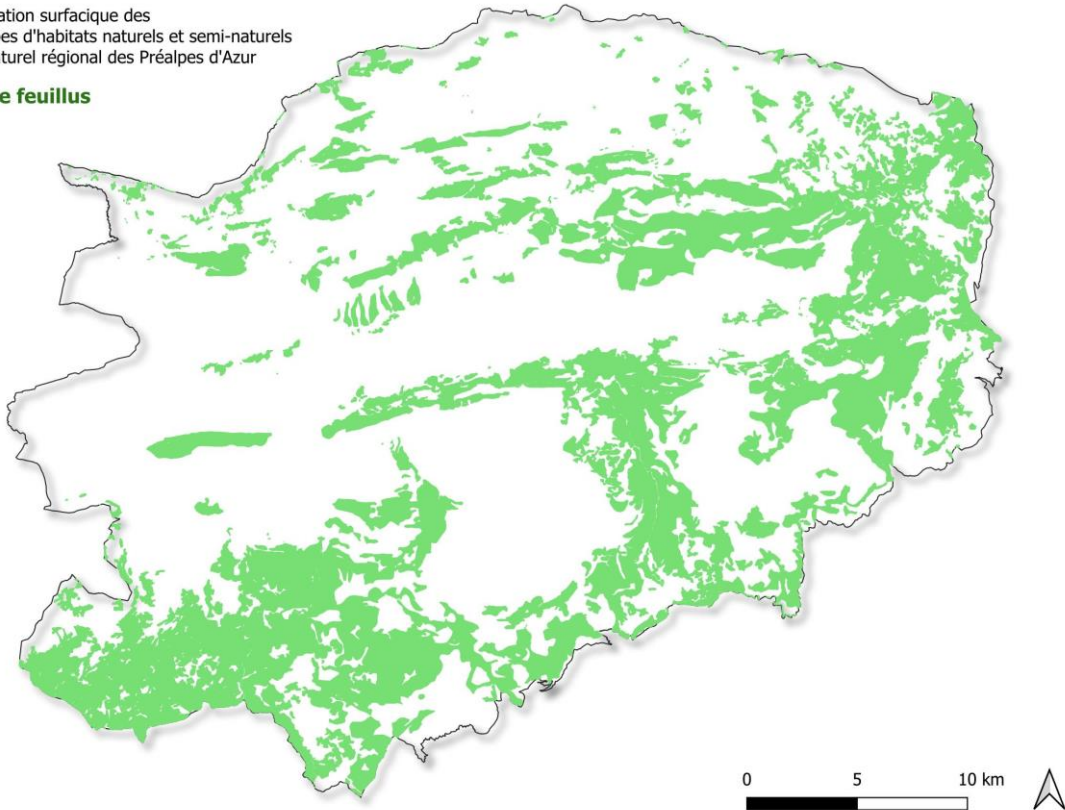 ation surfacique des
es d'habitats naturels et semi-naturels
turel régional des Préalpes d'Azur
e feuillus
0 5 10 km